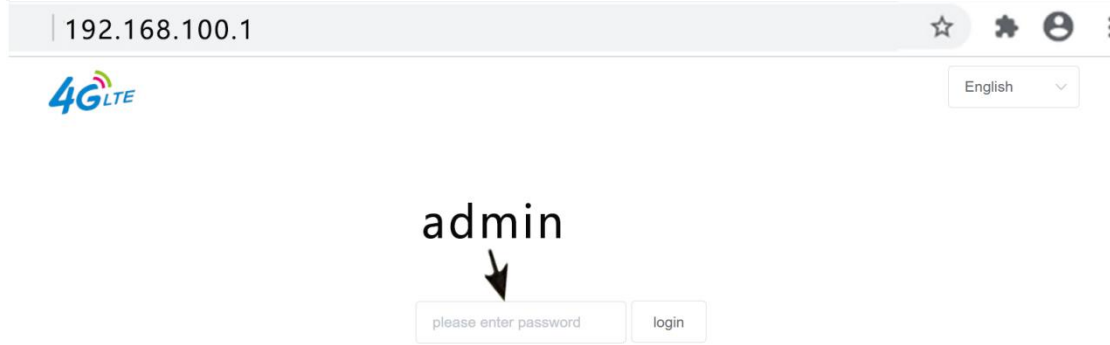 192.168.100.1
4G LTE
English
admin
please enter password
login